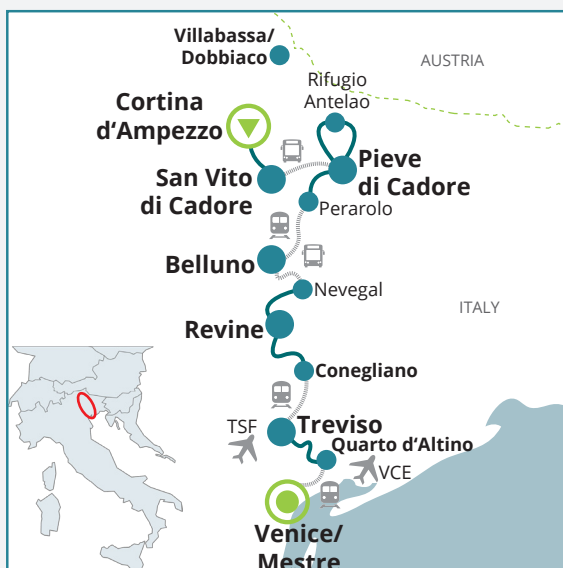 Villabassa/
Dobbiaco
AUSTRIA
Rifugio
Antelao
Cortina
d‘Ampezzo
Pieve
di Cadore
San Vito
di Cadore
Perarolo
Belluno
Nevegal
ITALY
Revine
Conegliano
TSF
Treviso
Quarto d‘Altino
VCE
Venice/
Mestre